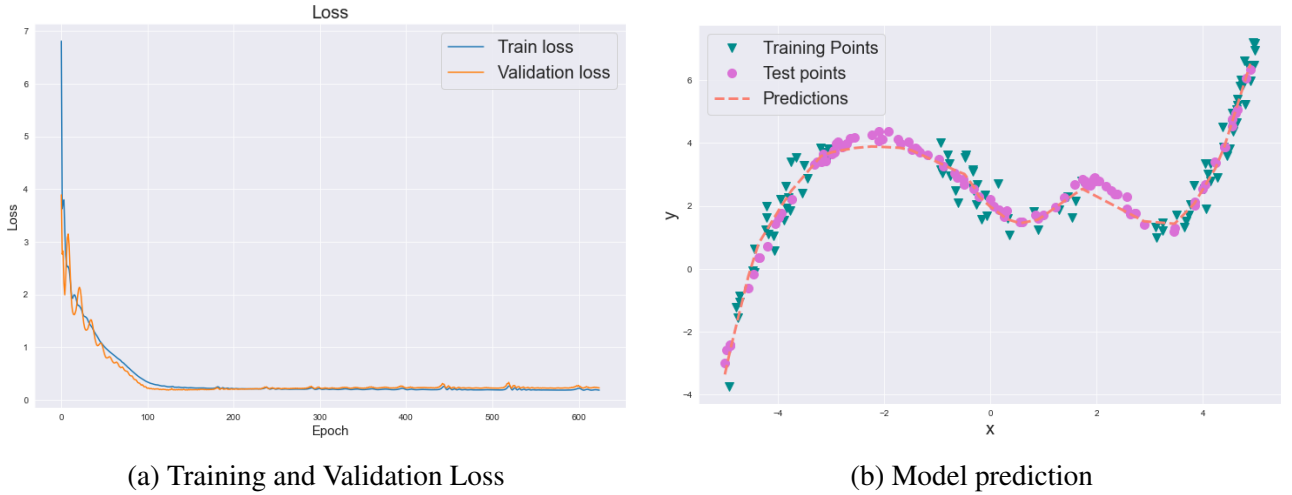 Loss
Train loss
Validation loss
7
6
5
4
3
2
1
0
Loss
0
100
200
300
400
500
600
Epoch
(a) Training and Validation Loss
Training Points
Test points
Predictions
6
4
2
0
−2
−4
y
−4
−2
0
2
4
x
(b) Model prediction